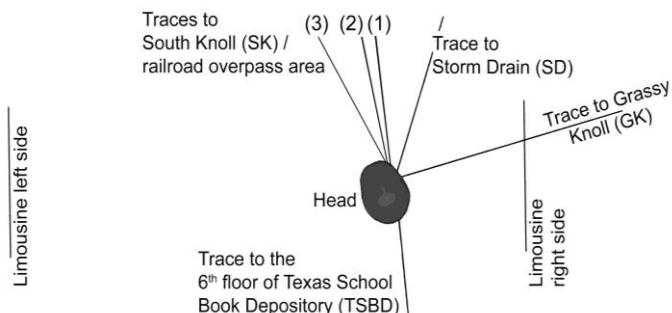 Traces to
South Knoll (SK) /
railroad overpass area
(3)
(2)
(1)
/
Trace to
Storm Drain (SD)
Trace to Grassy
Knoll (GK)
Limousine left side
Head
Limousine
right side
Trace to the
6th floor of Texas School
Book Depository (TSBD)